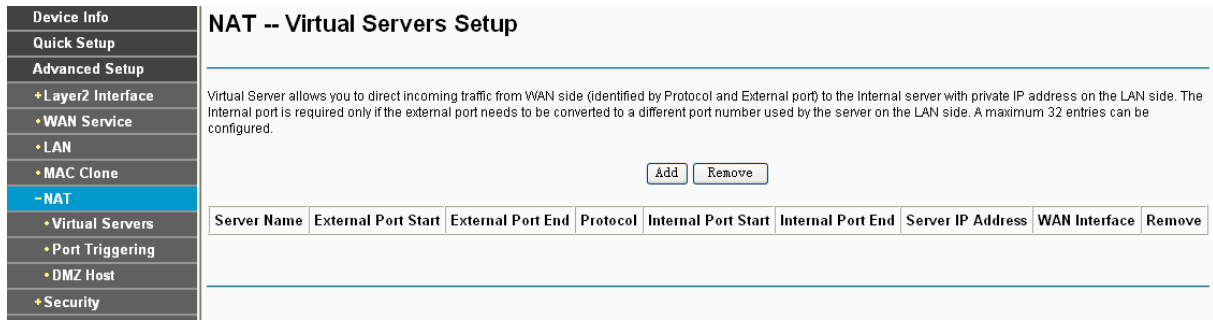 Device Info
Quick Setup
Advanced Setup
+Layer2 Interface
•WAN Service
•LAN
•MAC Clone
-NAT
•Virtual Servers
•Port Triggering
•DMZ Host
+Security
NAT -- Virtual Servers Setup
Virtual Server allows you to direct incoming traffic from WAN side (identified by Protocol and External port) to the Internal server with private IP address on the LAN side. The
Internal port is required only if the external port needs to be converted to a different port number used by the server on the LAN side. A maximum 32 entries can be
configured.
Add Remove
Server Name External Port Start External Port End Protocol Internal Port Start Internal Port End Server IP Address WAN Interface Remove